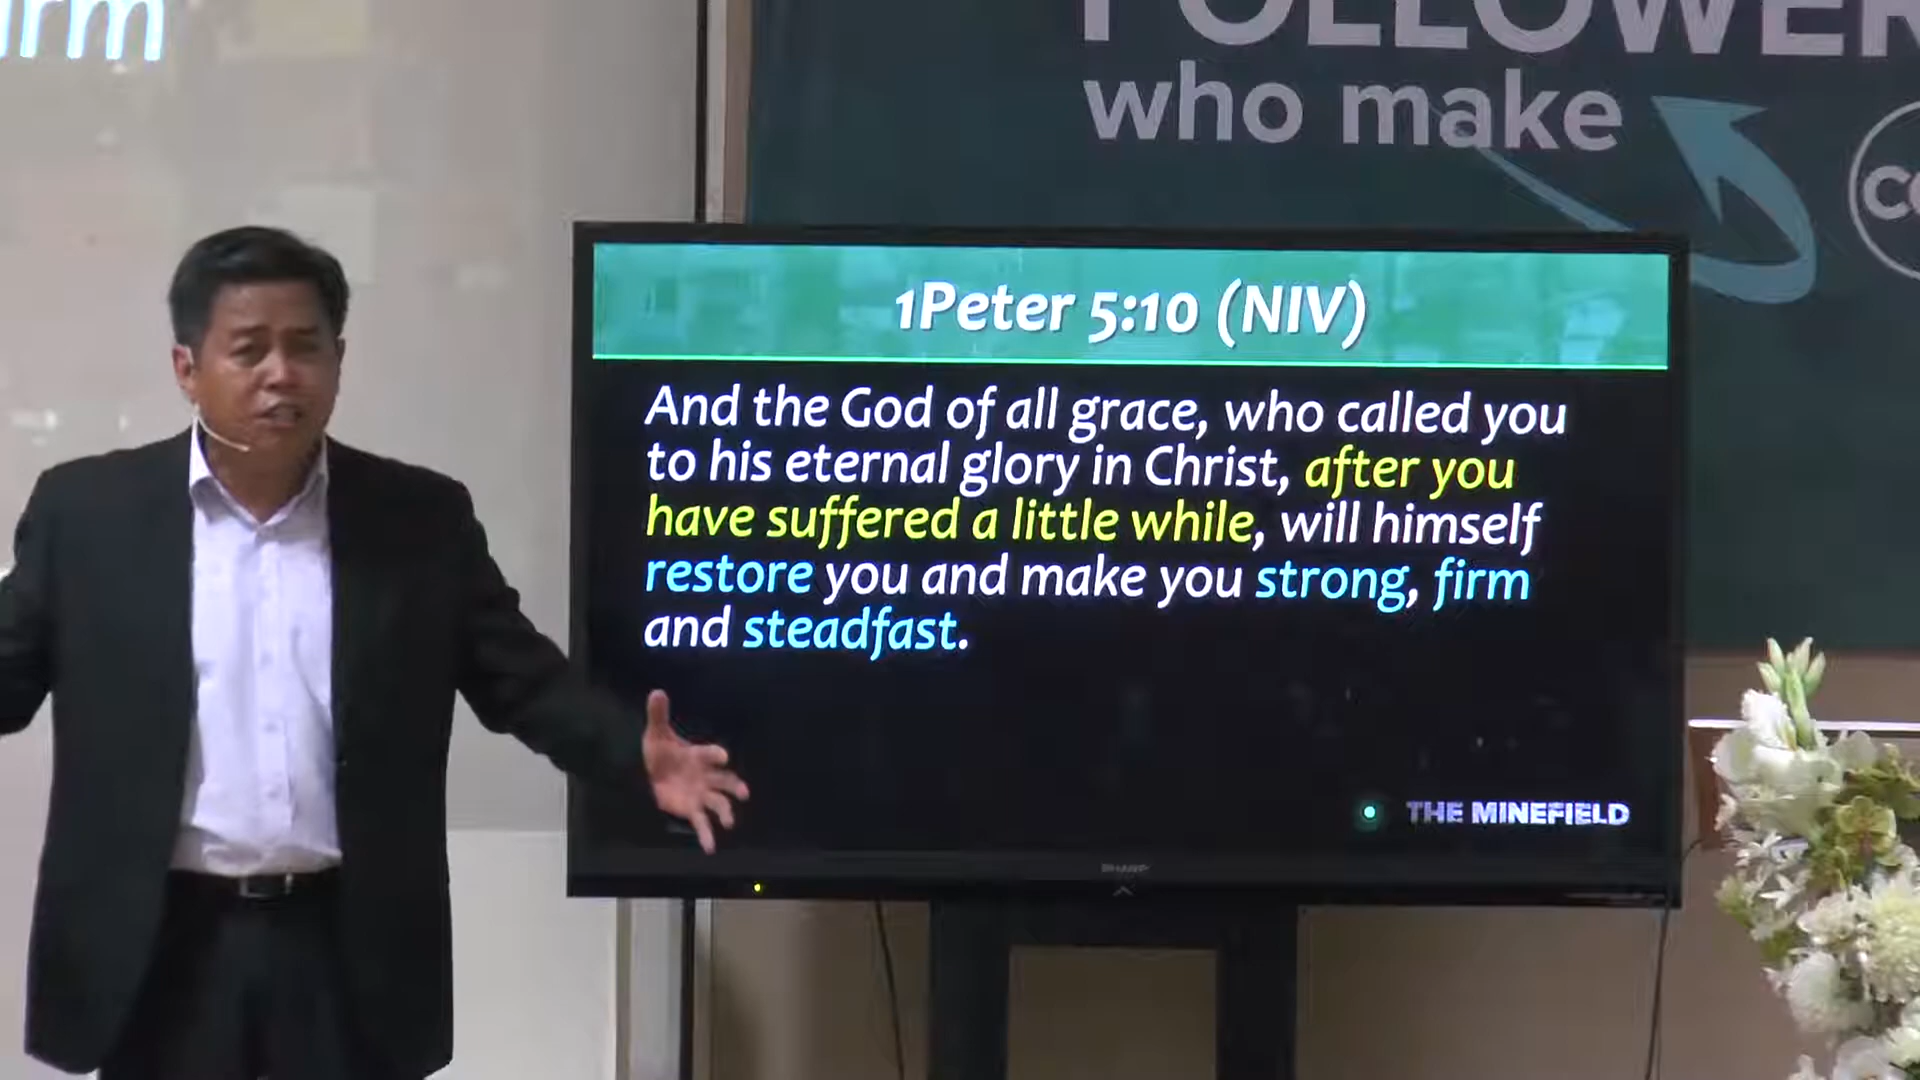 irm
FOLLOWER
who make
CO
1Peter 5:10 (NIV)
And the God of all grace, who called you
to his eternal glory in Christ, after you
have suffered a little while, will himself
restore you and make you strong, firm
and steadfast.
THE MINEFIELD
SHARP